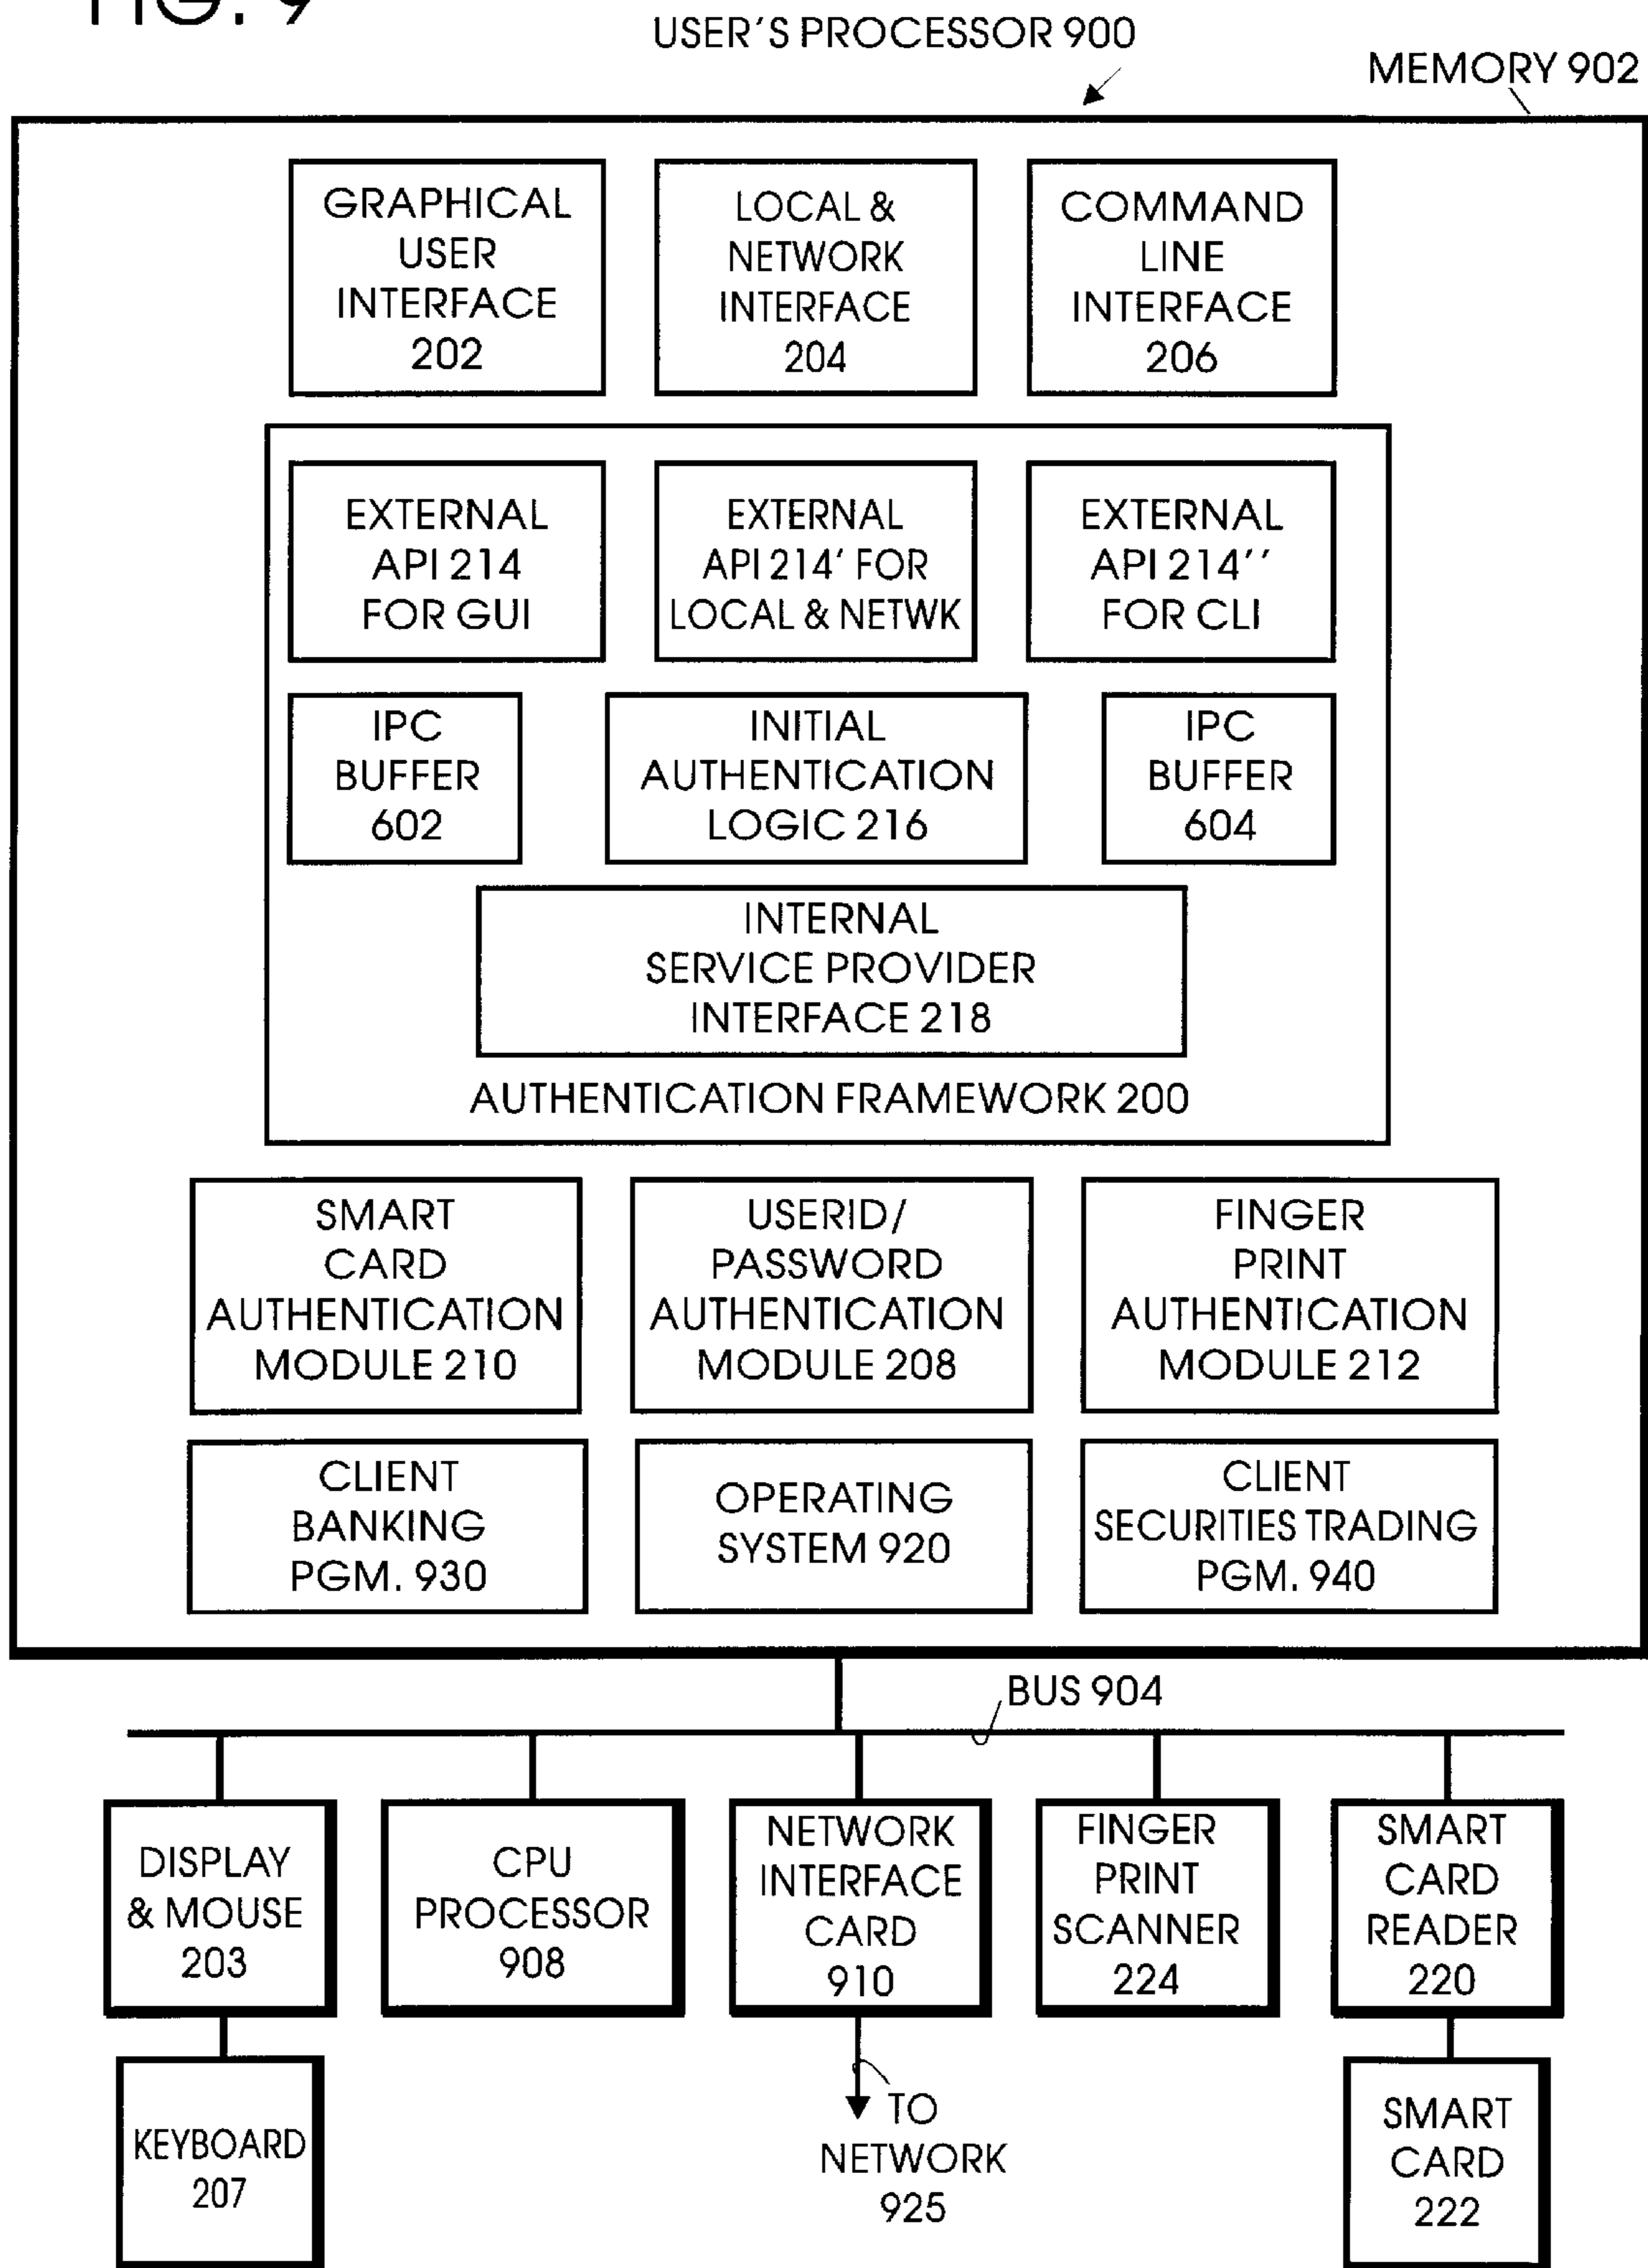 FIG. 9
USER'S PROCESSOR 900
MEMORY 902
GRAPHICAL
USER
INTERFACE
202
LOCAL &
NETWORK
INTERFACE
204
COMMAND
LINE
INTERFACE
206
EXTERNAL
API 214
FOR GUI
EXTERNAL
API 214' FOR
LOCAL & NETWK
EXTERNAL
API 214''
FOR CLI
IPC
BUFFER
602
INITIAL
AUTHENTICATION
LOGIC 216
IPC
BUFFER
604
INTERNAL
SERVICE PROVIDER
INTERFACE 218
AUTHENTICATION FRAMEWORK 200
SMART
CARD
AUTHENTICATION
MODULE 210
USERID/
PASSWORD
AUTHENTICATION
MODULE 208
FINGER
PRINT
AUTHENTICATION
MODULE 212
CLIENT
BANKING
PGM. 930
OPERATING
SYSTEM 920
CLIENT
SECURITIES TRADING
PGM. 940
BUS 904
DISPLAY
& MOUSE
203
CPU
PROCESSOR
908
NETWORK
INTERFACE
CARD
910
FINGER
PRINT
SCANNER
224
SMART
CARD
READER
220
KEYBOARD
207
TO
NETWORK
925
SMART
CARD
222